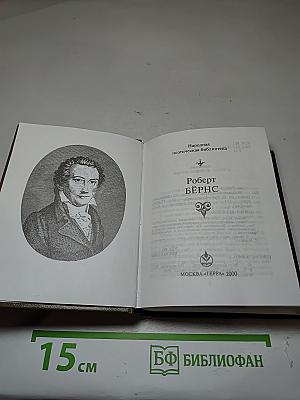 Народная
поэтическая библиотека
Роберт
БЁРНС
МОСКВА «ТЕРРА» 2000
15 см
БФ БИБЛИОФАН